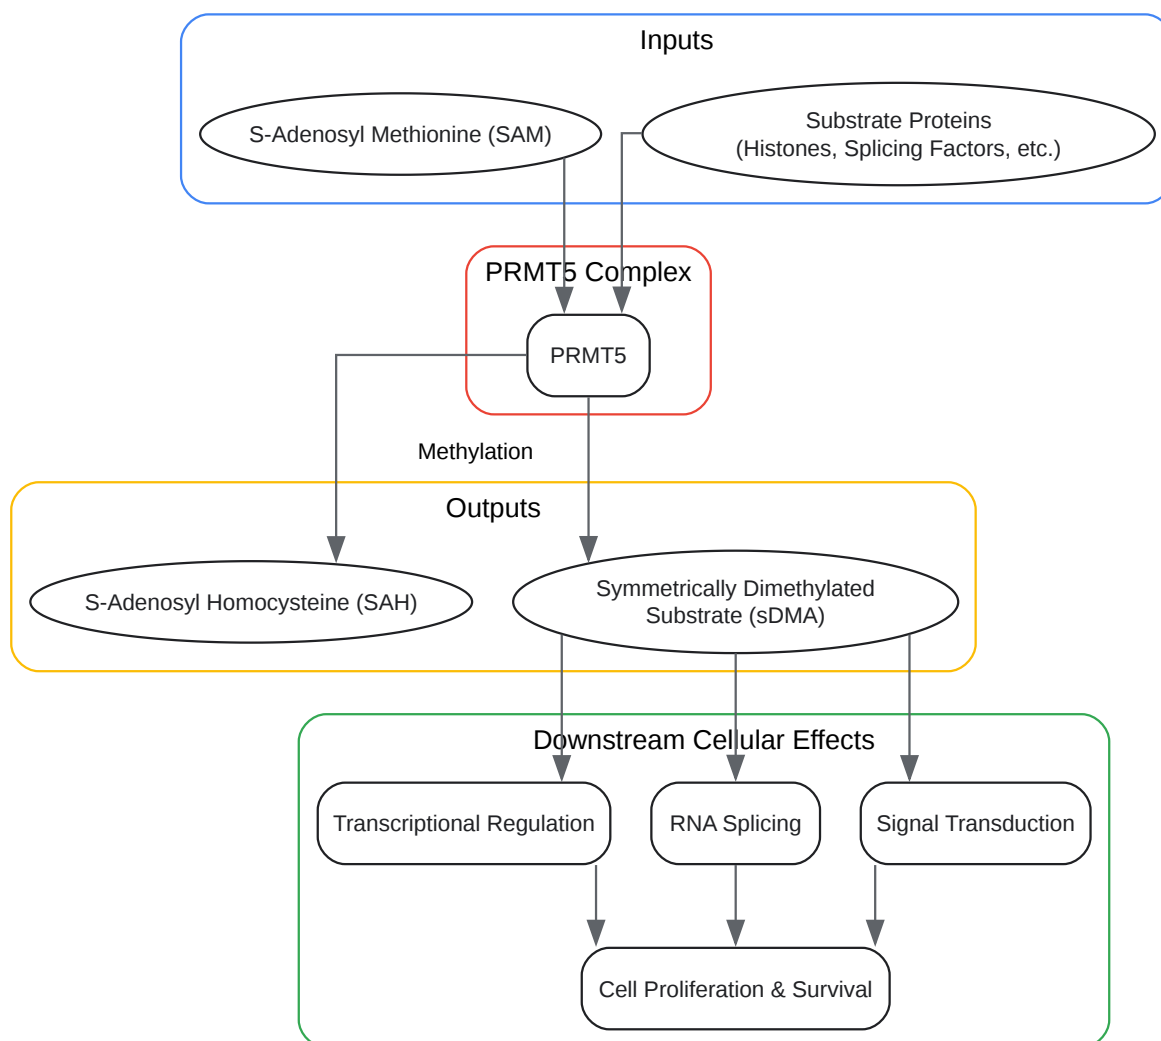 Inputs
S-Adenosyl Methionine (SAM)
Substrate Proteins
(Histones, Splicing Factors, etc.)
PRMT5 Complex
PRMT5
Methylation
Outputs
S-Adenosyl Homocysteine (SAH)
Symmetrically Dimethylated
Substrate (sDMA)
Downstream Cellular Effects
Transcriptional Regulation
RNA Splicing
Signal Transduction
Cell Proliferation & Survival